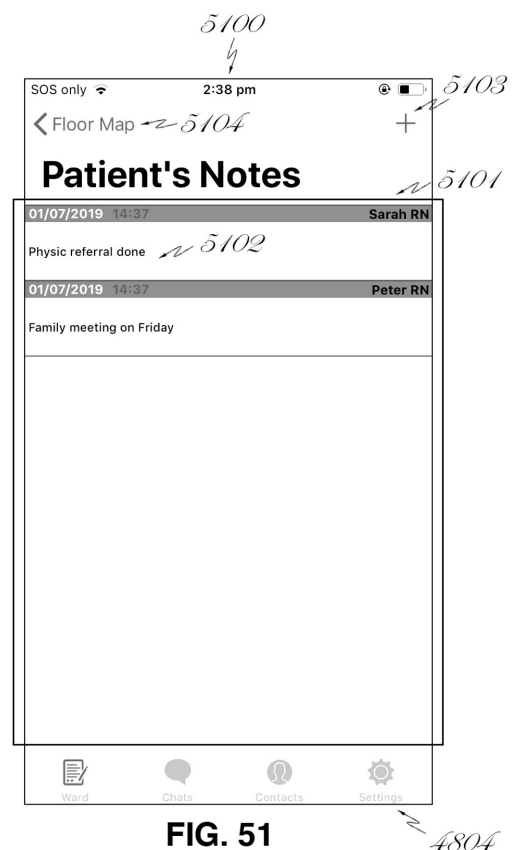 5100
SOS only 2:38 pm
5103
Floor Map 5104 +
Patient's Notes
5101
01/07/2019 14:37 Sarah RN
Physic referral done 5102
01/07/2019 14:37 Peter RN
Family meeting on Friday
Ward Chats Contacts Settings
FIG. 51
4804